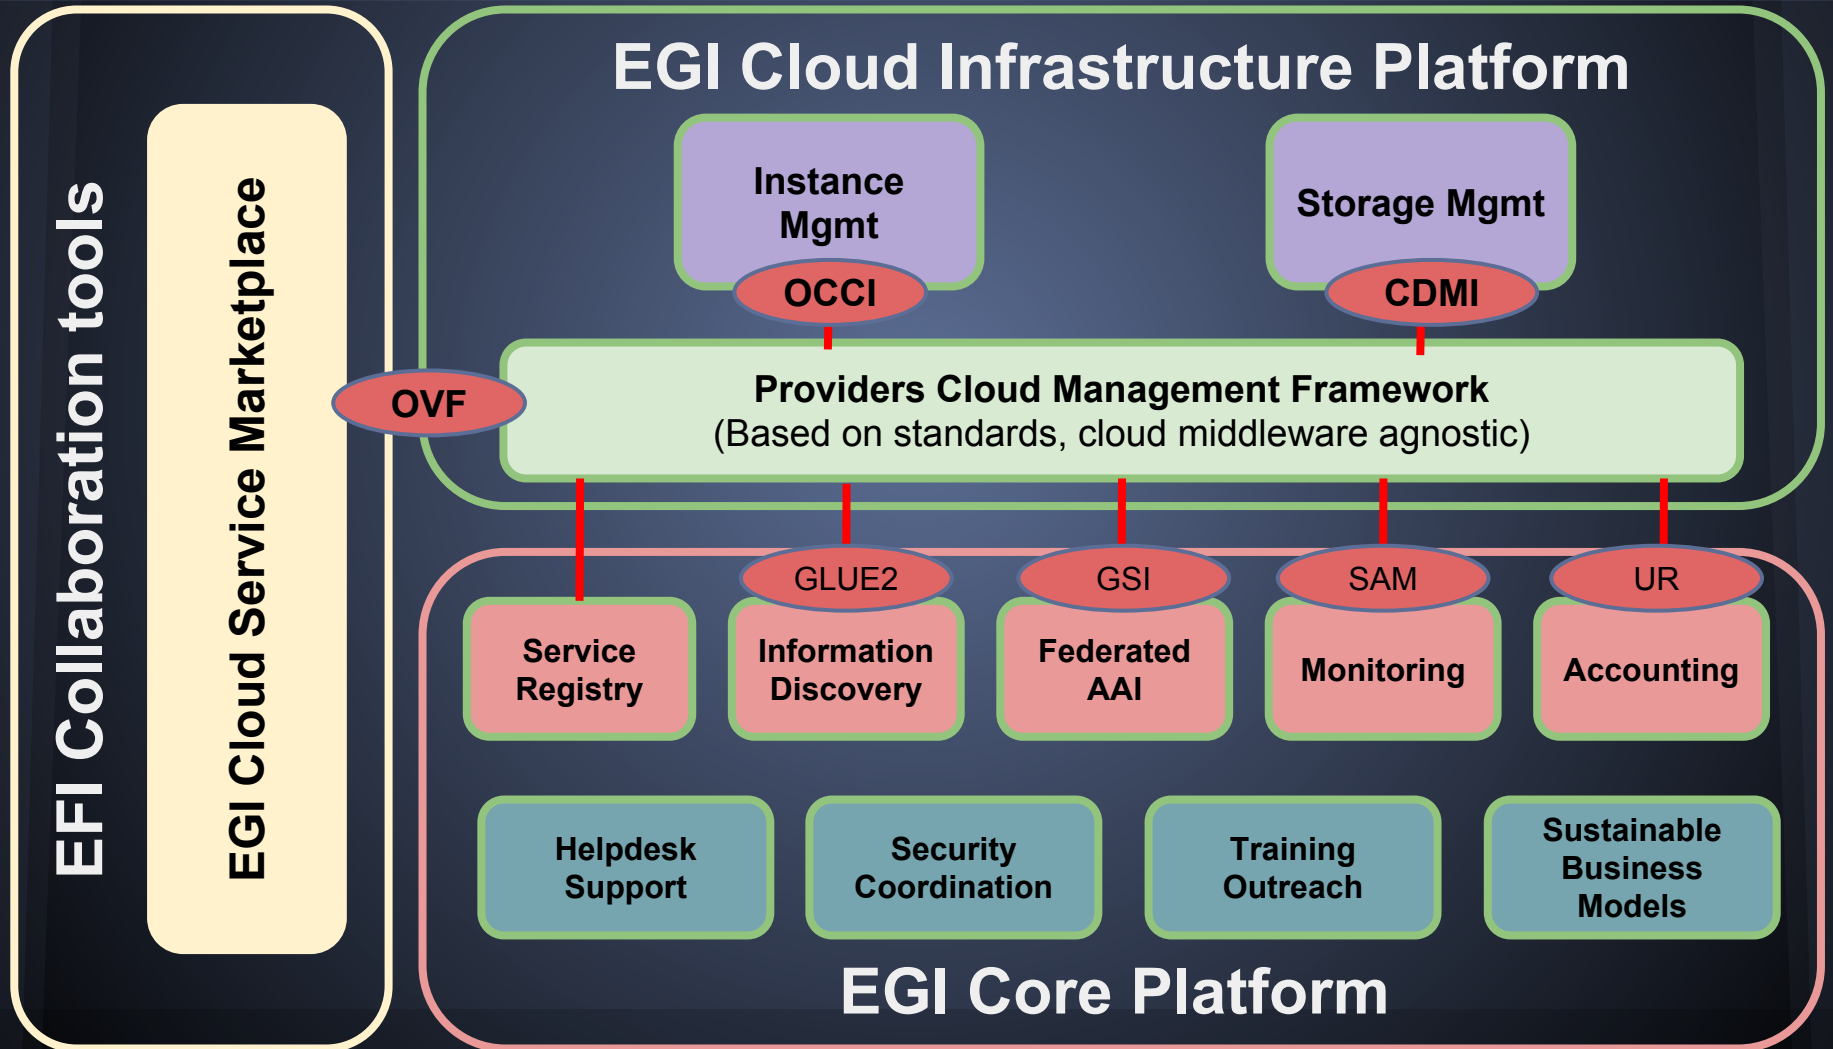 EFI Collaboration tools
EGI Cloud Service Marketplace
EGI Cloud Infrastructure Platform
Instance
Mgmt
OCCI
Storage Mgmt
CDMI
OVF
Providers Cloud Management Framework
(Based on standards, cloud middleware agnostic)
GLUE2
GSI
SAM
UR
Service
Registry
Information
Discovery
Federated
AAI
Monitoring
Accounting
Helpdesk
Support
Security
Coordination
Training
Outreach
Sustainable
Business
Models
EGI Core Platform